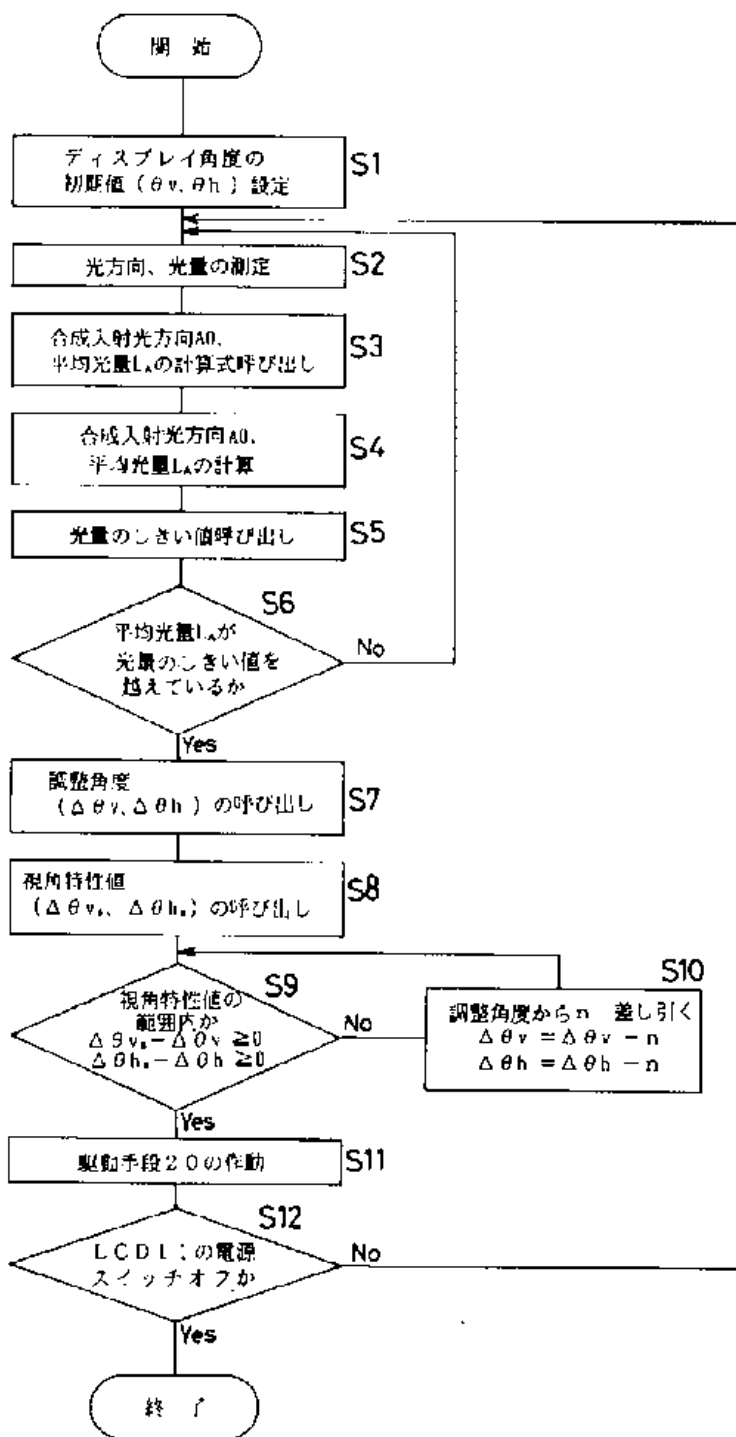 開始
ディスプレイ角度の
初期値（θv、θh）設定
S1
光方向、光量の測定
S2
合成入射光方向A0、
平均光量LAの計算式呼び出し
S3
合成入射光方向A0、
平均光量LAの計算
S4
光量のしきい値呼び出し
S5
S6
平均光量LAが
光量のしきい値を
越えているか
No
Yes
調整角度
（Δθv、Δθh）の呼び出し
S7
視角特性値
（Δθv、Δθh）の呼び出し
S8
S9
視角特性値の
範囲内か
Δθv－Δθv≧0
Δθh－Δθh≧0
No
S10
調整角度からn 差し引く
Δθv＝Δθv－n
Δθh＝Δθh－n
Yes
駆動手段20の作動
S11
S12
の電源
スイッチオフか
No
Yes
終了